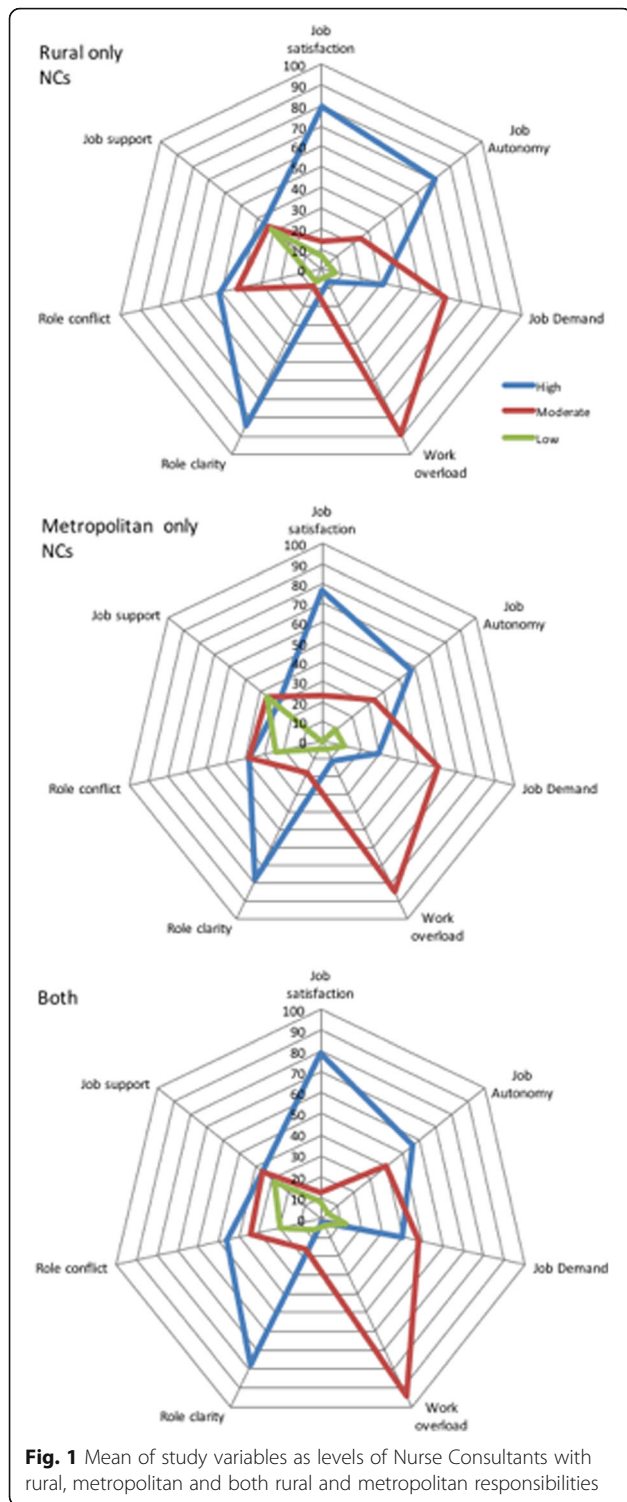 Rural only
NCs
Job
satisfaction
100
90
80
70
60
50
40
30
20
10
0
Job
Autonomy
Job Demand
Work
overload
Role clarity
Role conflict
Job support
High
Moderate
Low
Metropolitan only
NCs
Job
satisfaction
100
90
80
70
60
50
40
30
20
10
0
Job
Autonomy
Job Demand
Work
overload
Role clarity
Role conflict
Job support
Both
Job
satisfaction
100
90
80
70
60
50
40
30
20
10
0
Job
Autonomy
Job Demand
Work
overload
Role clarity
Role conflict
Job support
Fig. 1 Mean of study variables as levels of Nurse Consultants with
rural, metropolitan and both rural and metropolitan responsibilities